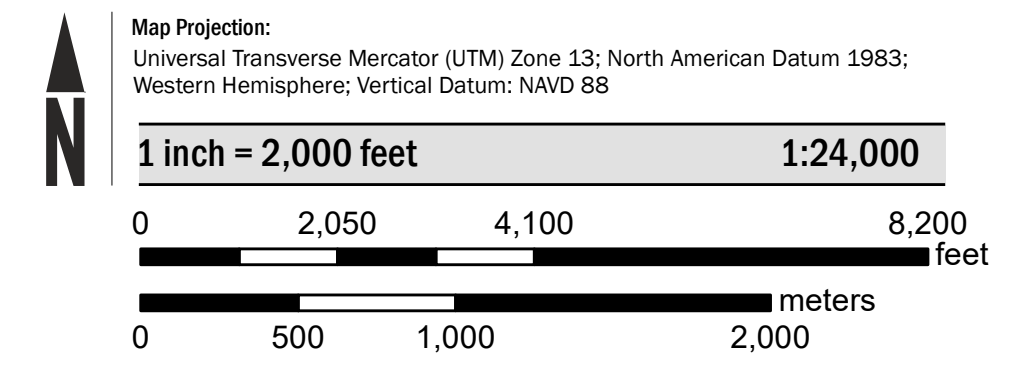 N
Map Projection:
Universal Transverse Mercator (UTM) Zone 13; North American Datum 1983;
Western Hemisphere; Vertical Datum: NAVD 88
1 inch = 2,000 feet 1:24,000
0 2,050 4,100 8,200
feet
meters
0 500 1,000 2,000